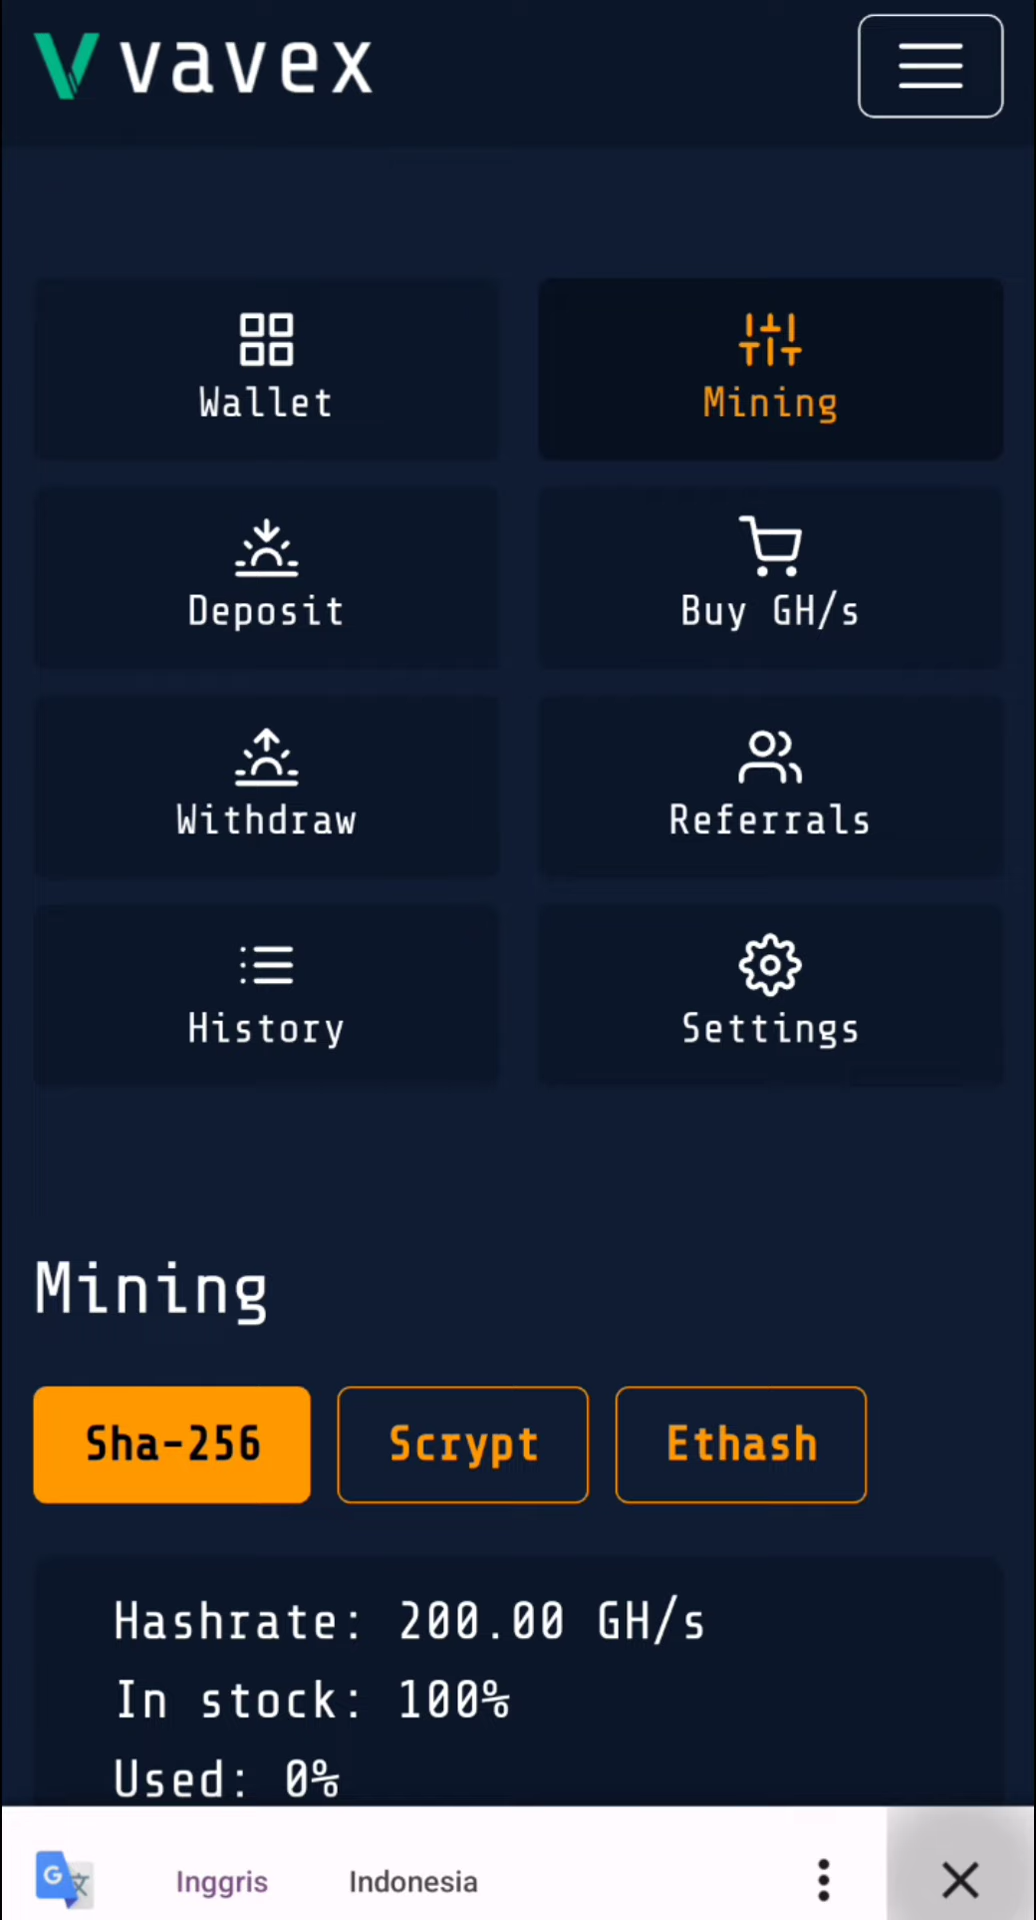 vavex
Wallet
Mining
Deposit
Buy GH/s
Withdraw
Referrals
History
Settings
Mining
Sha-256 Scrypt Ethash
Hashrate: 200.00 GH/s
In stock: 100%
Used: 0%
G 文 Inggris Indonesia